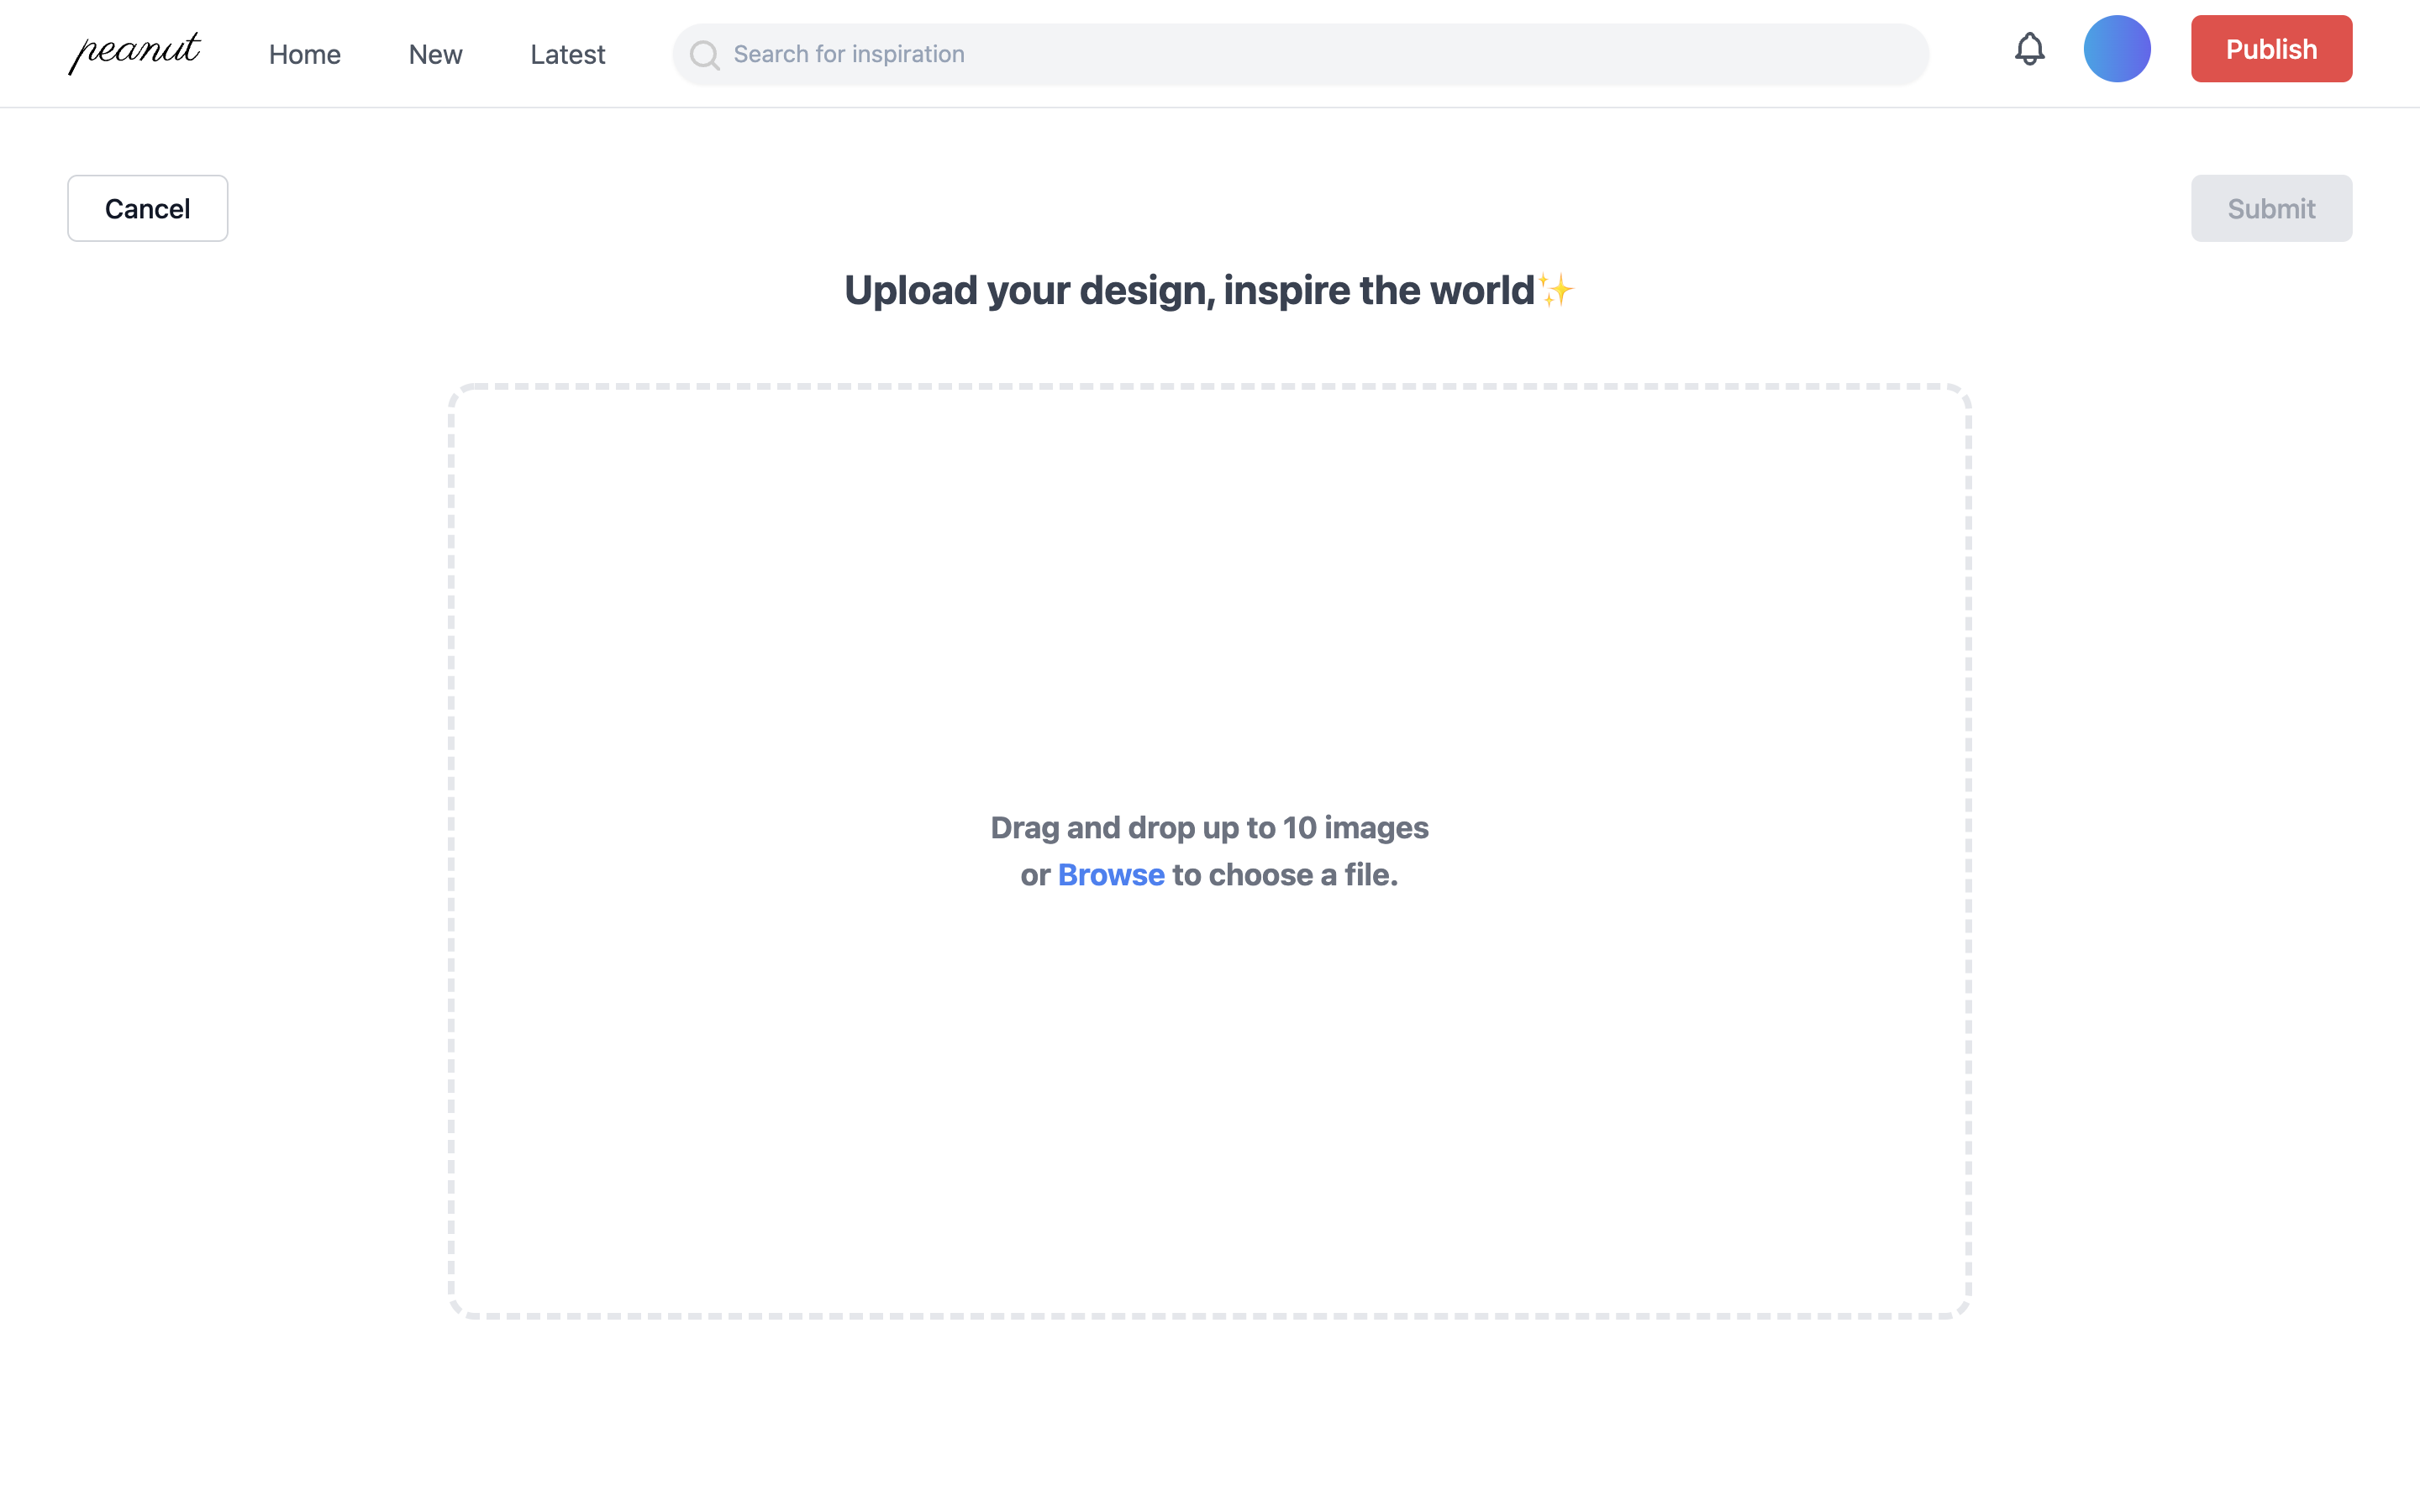 peanut
Home
New
Latest
Search for inspiration
Publish
Cancel
Submit
Upload your design, inspire the world✨
Drag and drop up to 10 images
or Browse to choose a file.